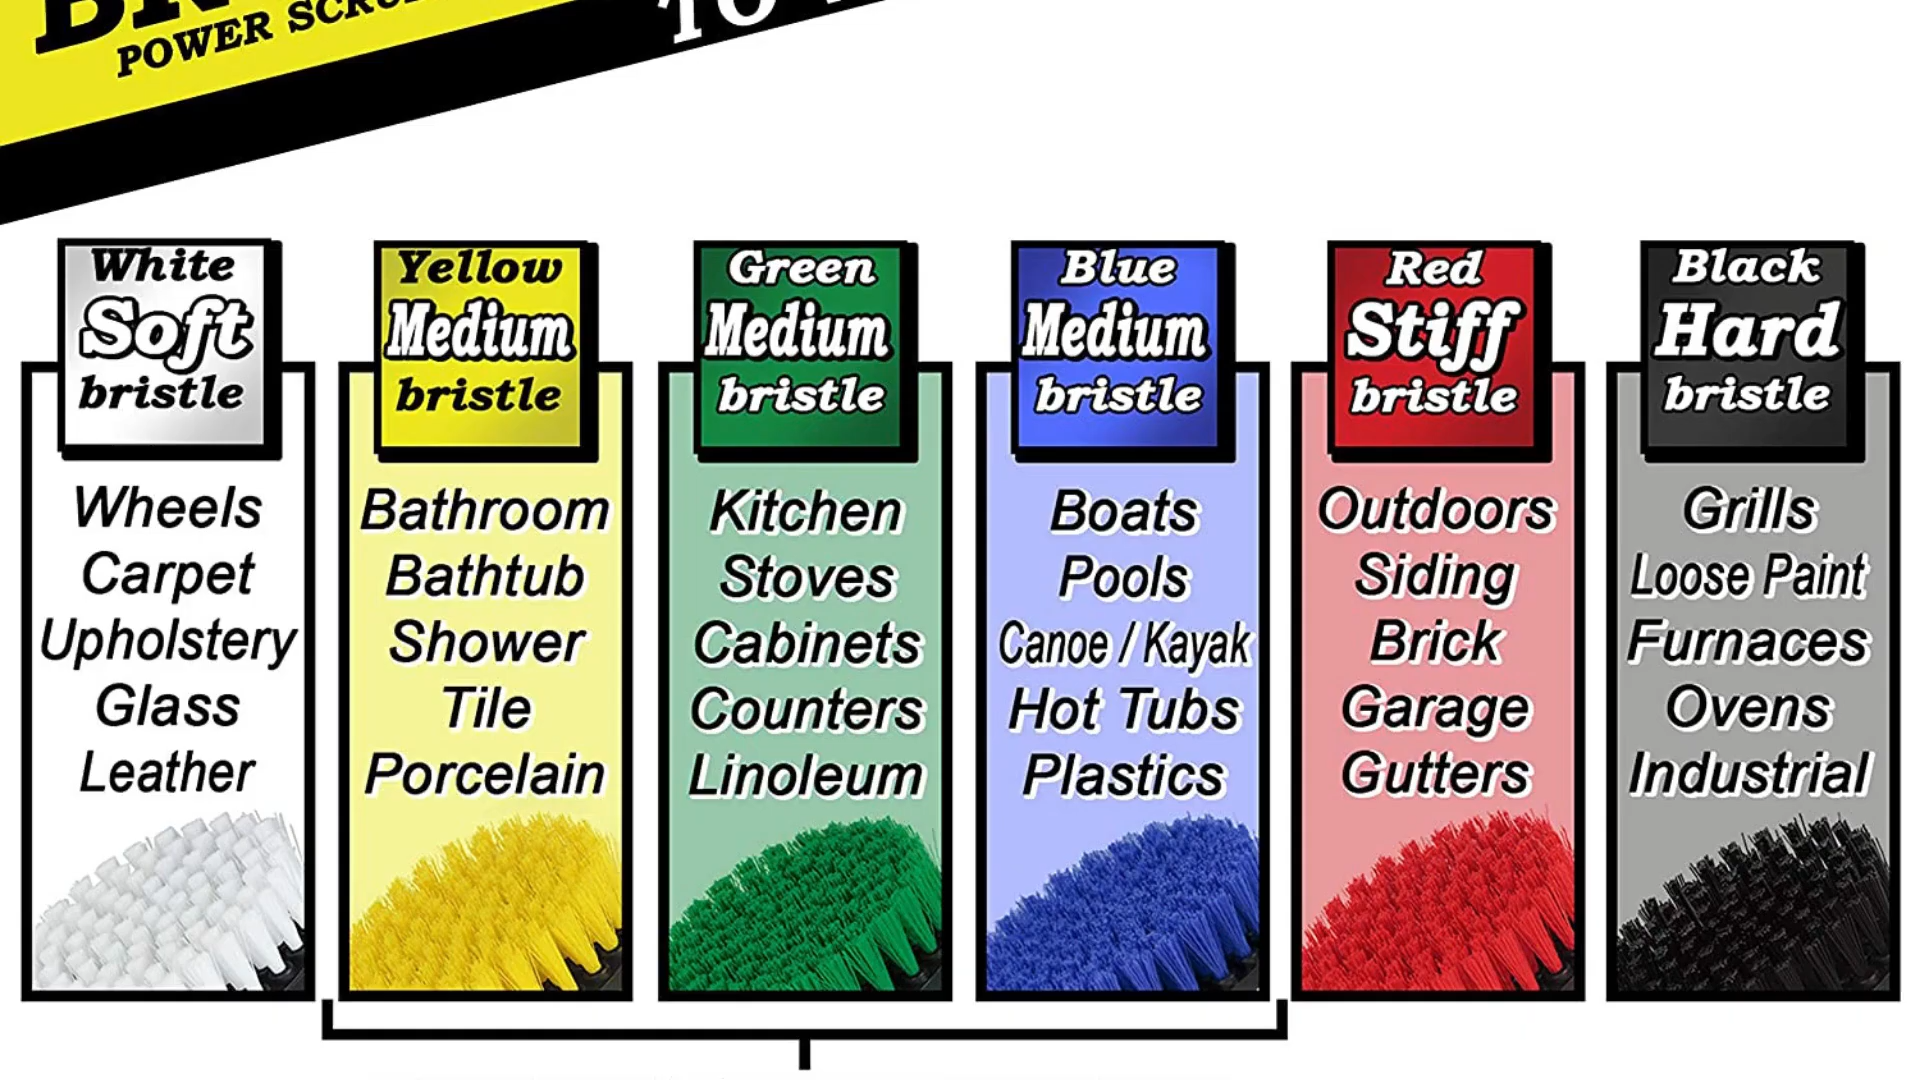 POWER
TO
White
Soft
bristle
Wheels
Carpet
Upholstery
Glass
Leather
Yellow
Medium
bristle
Bathroom
Bathtub
Shower
Tile
Porcelain
Green
Medium
bristle
Kitchen
Stoves
Cabinets
Counters
Linoleum
Blue
Medium
bristle
Boats
Pools
Canoe / Kayak
Hot Tubs
Plastics
Red
Stiff
bristle
Outdoors
Siding
Brick
Garage
Gutters
Black
Hard
bristle
Grills
Loose Paint
Furnaces
Ovens
Industrial